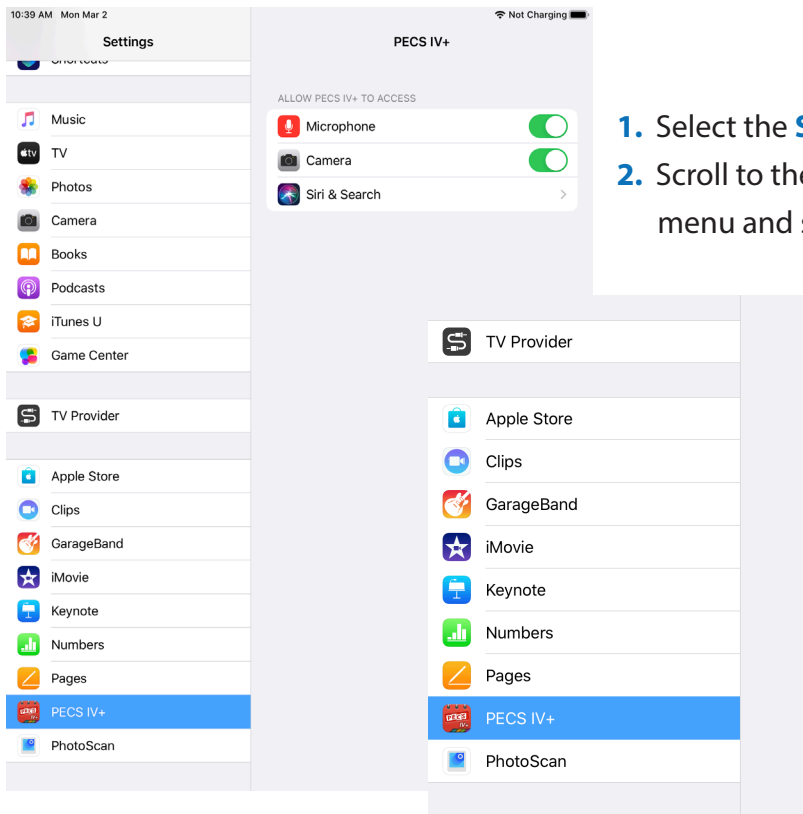 10:39 AM Mon Mar 2
Not Charging
Settings
PECS IV+
Shortcuts
Music
TV
Photos
Camera
Books
Podcasts
iTunes U
Game Center
TV Provider
Apple Store
Clips
GarageBand
iMovie
Keynote
Numbers
Pages
PECS IV+
PhotoScan
ALLOW PECS IV+ TO ACCESS
Microphone
Camera
Siri & Search
1. Select the S
2. Scroll to the
menu and s
TV Provider
Apple Store
Clips
GarageBand
iMovie
Keynote
Numbers
Pages
PECS IV+
PhotoScan